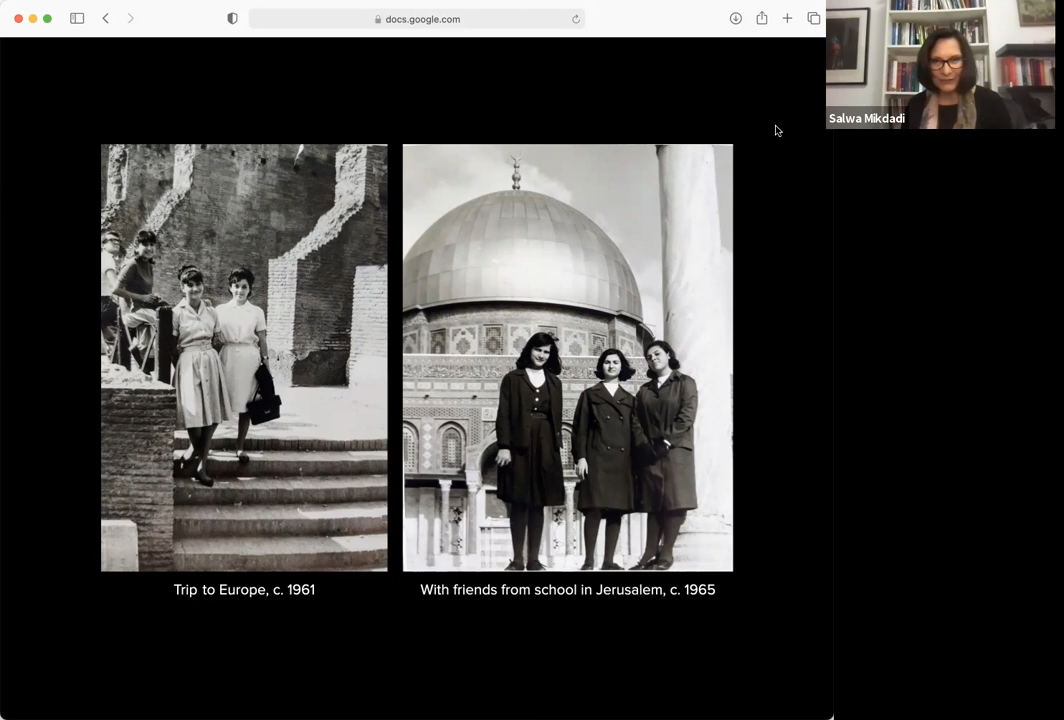 docs.google.com
Salwa Mikdadi
Trip to Europe, c. 1961
With friends from school in Jerusalem, c. 1965